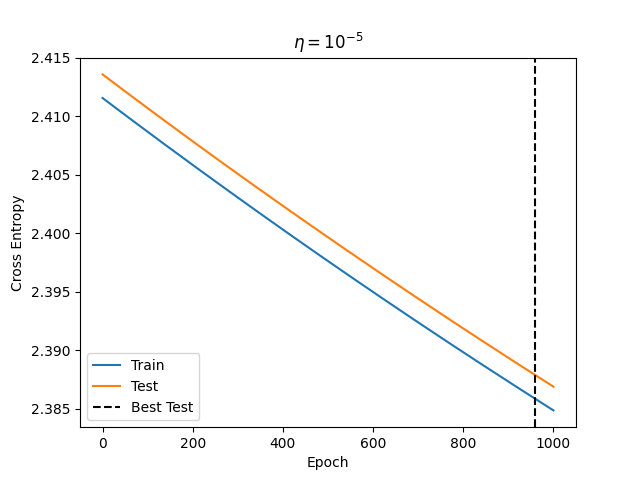 η = 10⁻⁵
2.415
2.410
2.405
2.400
2.395
2.390
2.385
Cross Entropy
Train
Test
Best Test
0 200 400 600 800 1000
Epoch